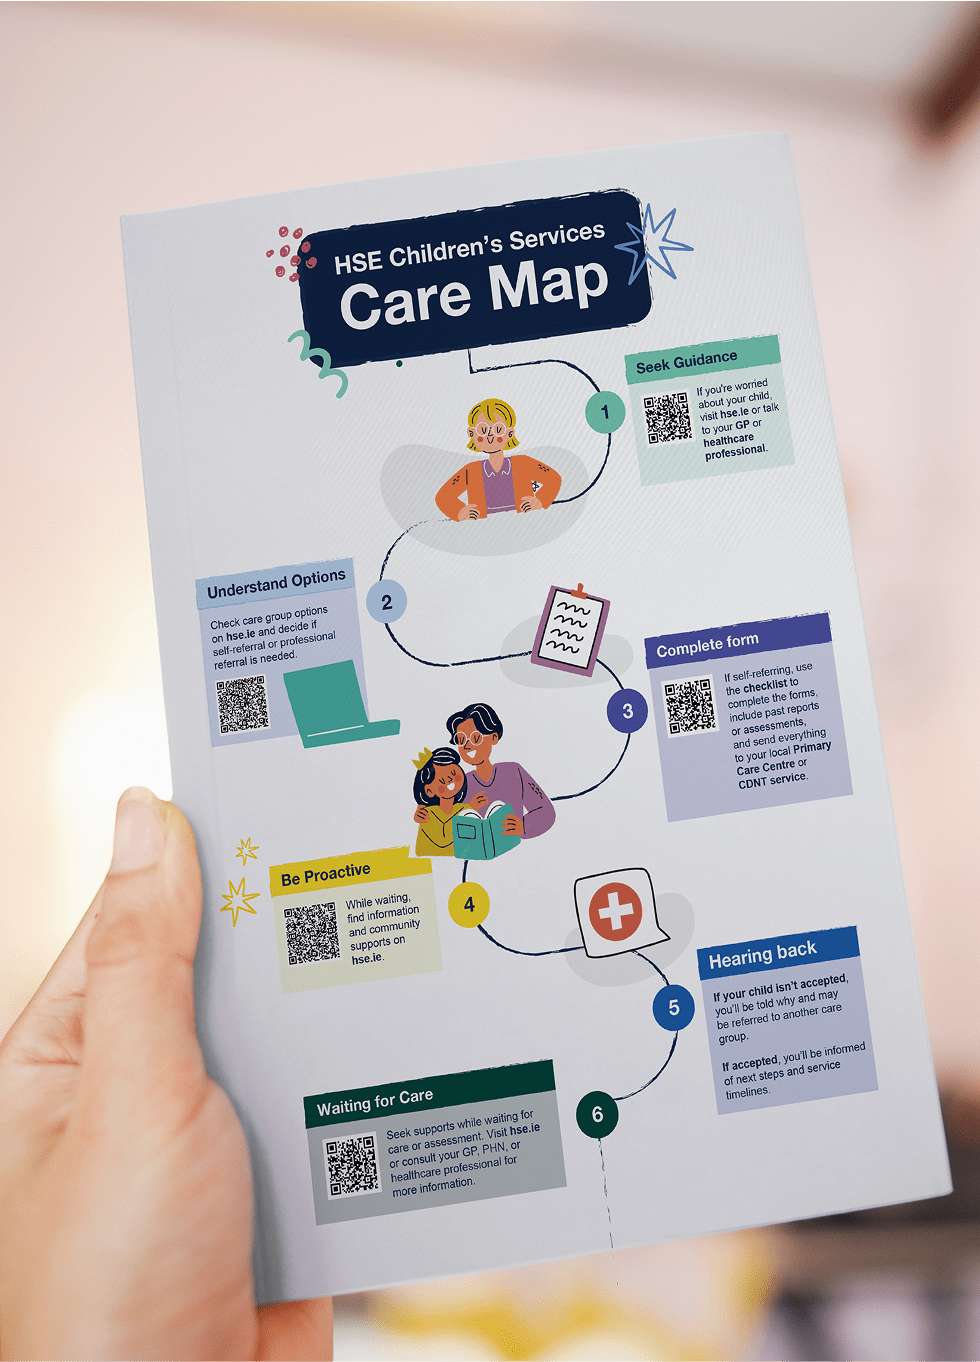 HSE Children's Services
Care Map
Seek Guidance
1
If you're worried
about your child,
visit hse.ie or talk
to your GP or
healthcare
professional.
Understand Options
2
Check care group options
on hse.ie and decide if
self-referral or professional
referral is needed.
Complete form
3
If self-referring, use
the checklist to
complete the forms,
include past reports
or assessments,
and send everything
to your local Primary
Care Centre or
CDNT service.
Be Proactive
4
While waiting,
find information
and community
supports on
hse.ie.
Hearing back
5
If your child isn't accepted,
you'll be told why and may
be referred to another care
group.
If accepted, you'll be informed
of next steps and service
timelines.
Waiting for Care
6
Seek supports while waiting for
care or assessment. Visit hse.ie
or consult your GP, PHN, or
healthcare professional for
more information.